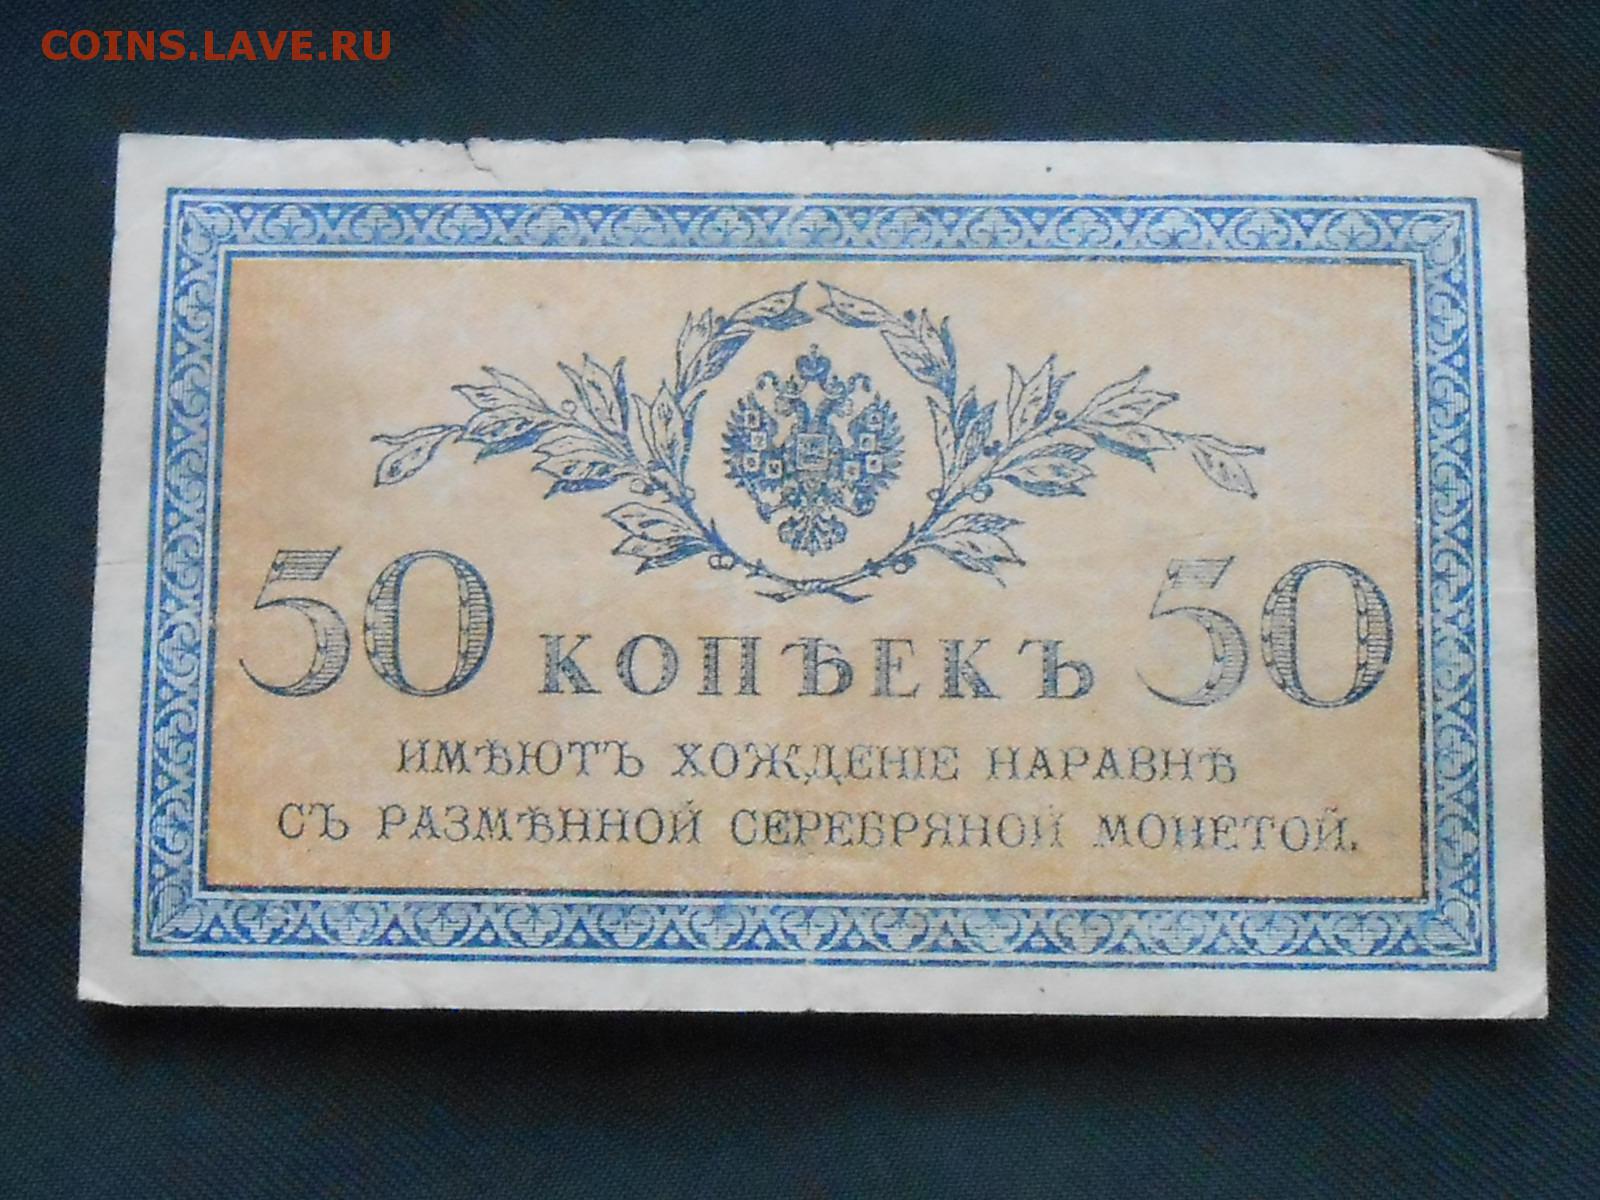 COINS.LAVE.RU
50 КОПѢЕКЪ 50
ИМѢЮТЪ ХОЖДЕНІЕ НАРАВНѢ
СЪ РАЗМѢННОЙ СЕРЕБРЯНОЙ МОНЕТОЙ.